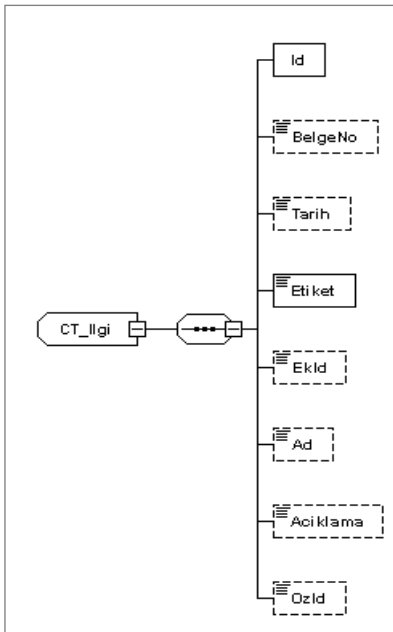 Id
BelgeNo
Tarih
Etiket
CT_Ilgi
EkId
Ad
Aciklama
OzId